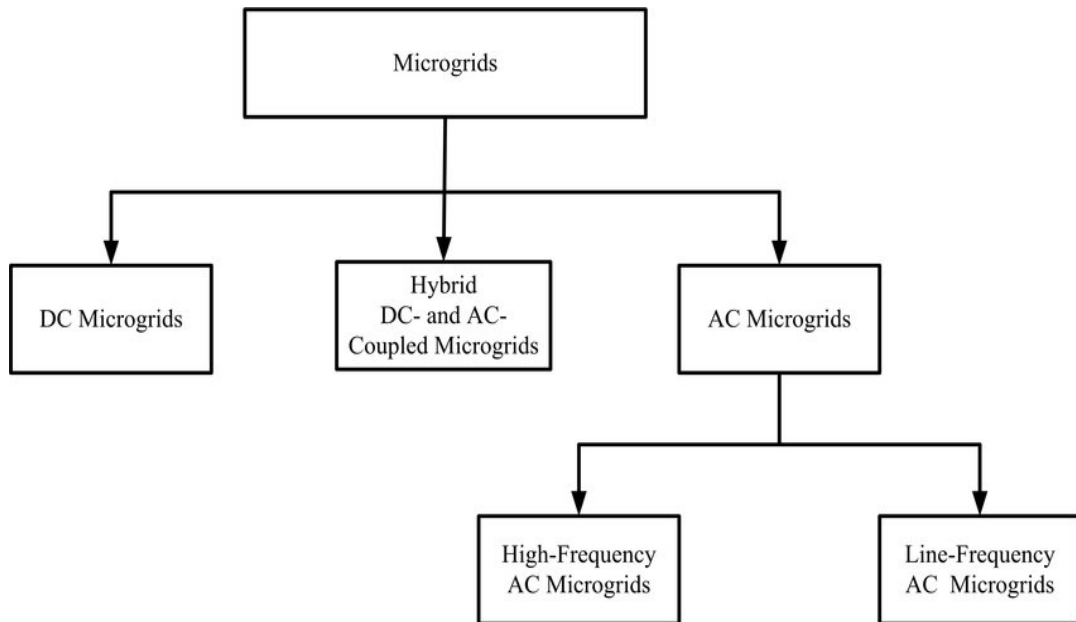 Microgrids
DC Microgrids
Hybrid
DC- and AC-
Coupled Microgrids
AC Microgrids
High-Frequency
AC Microgrids
Line-Frequency
AC Microgrids